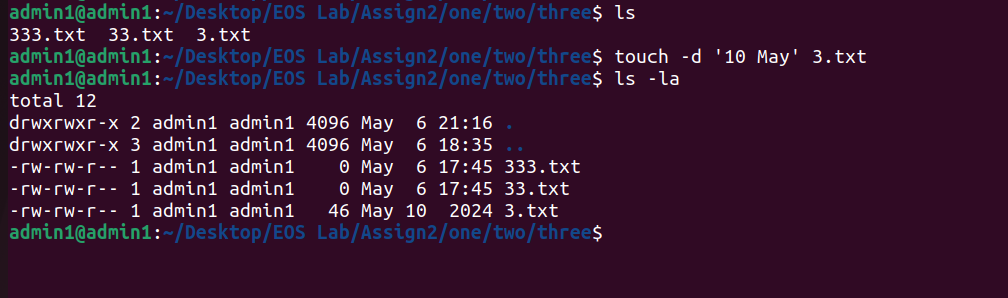 admin1@admin1:~/Desktop/EOS Lab/Assign2/one/two/three$ ls
333.txt  33.txt  3.txt
admin1@admin1:~/Desktop/EOS Lab/Assign2/one/two/three$ touch -d '10 May' 3.txt
admin1@admin1:~/Desktop/EOS Lab/Assign2/one/two/three$ ls -la
total 12
drwxrwxr-x 2 admin1 admin1 4096 May  6 21:16 .
drwxrwxr-x 3 admin1 admin1 4096 May  6 18:35 ..
-rw-rw-r-- 1 admin1 admin1    0 May  6 17:45 333.txt
-rw-rw-r-- 1 admin1 admin1    0 May  6 17:45 33.txt
-rw-rw-r-- 1 admin1 admin1   46 May 10  2024 3.txt
admin1@admin1:~/Desktop/EOS Lab/Assign2/one/two/three$